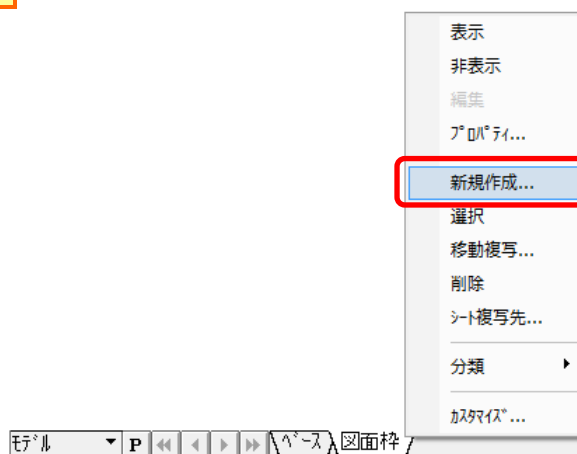 表示
非表示
編集
ﾌﾟﾛﾊﾟﾃｨ...
新規作成...
選択
移動複写...
削除
ｼｰﾄ複写先...
分類
ｶｽﾀﾏｲｽﾞ...
ﾓﾃﾞﾙ P ﾍﾞｰｽ 図面枠